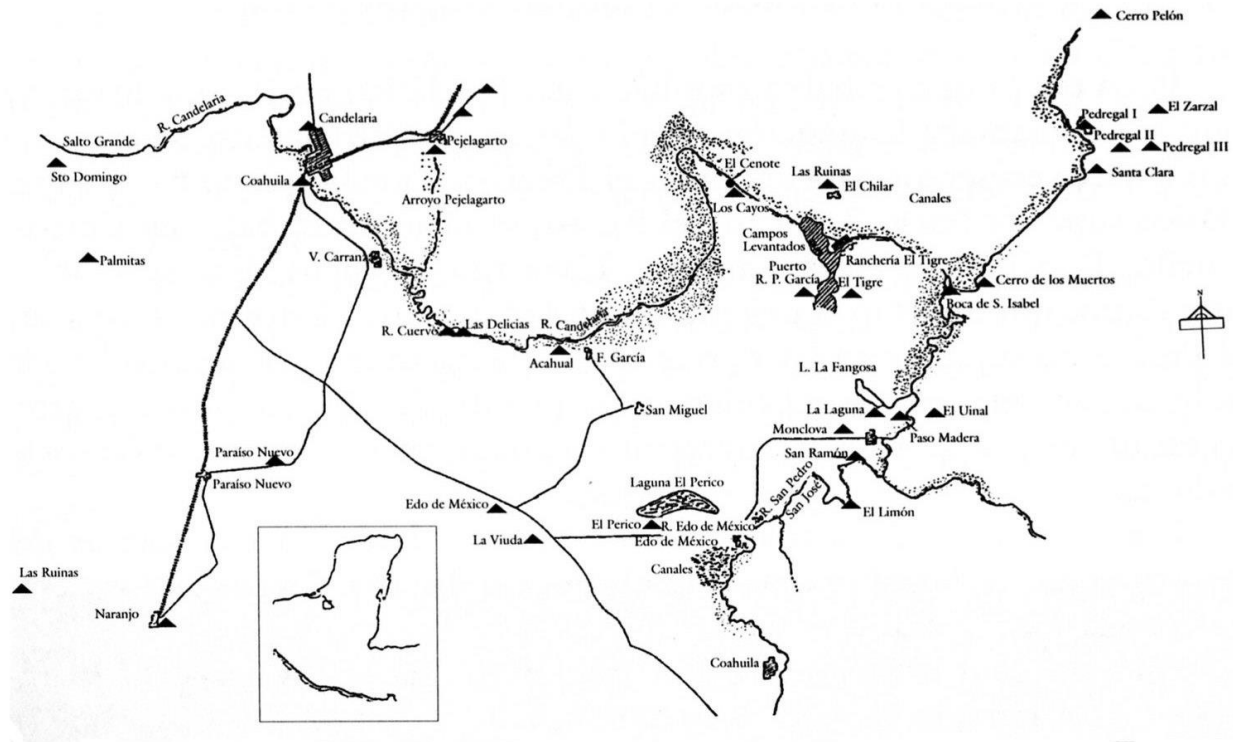 Cerro Pelón
R. Candelaria
Candelaria
Salto Grande
Sto Domingo
Pejelagarto
Coahuila
Arroyo Pejelagarto
El Zarzal
Pedregal I
Pedregal II
Pedregal III
Santa Clara
El Cenote
Las Ruinas
El Chilar
Canales
Los Cayos
Campos
Levantados
Ranchería El Tigre
Puerto
R. P. García
El Tigre
Cerro de los Muertos
Boca de S. Isabel
N
Palmitas
V. Carranz
R. Cuervo
Las Delicias
R. Candelaria
Acahual
F. García
San Miguel
L. La Fangosa
La Laguna
El Uinal
Monclova
Paso Madera
San Ramón
R. San Pedro
San José
El Limón
Paraíso Nuevo
Paraíso Nuevo
Edo de México
La Viuda
Laguna El Perico
El Perico
R. Edo de México
Edo de México
Canales
Las Ruinas
Naranjo
Coahuila